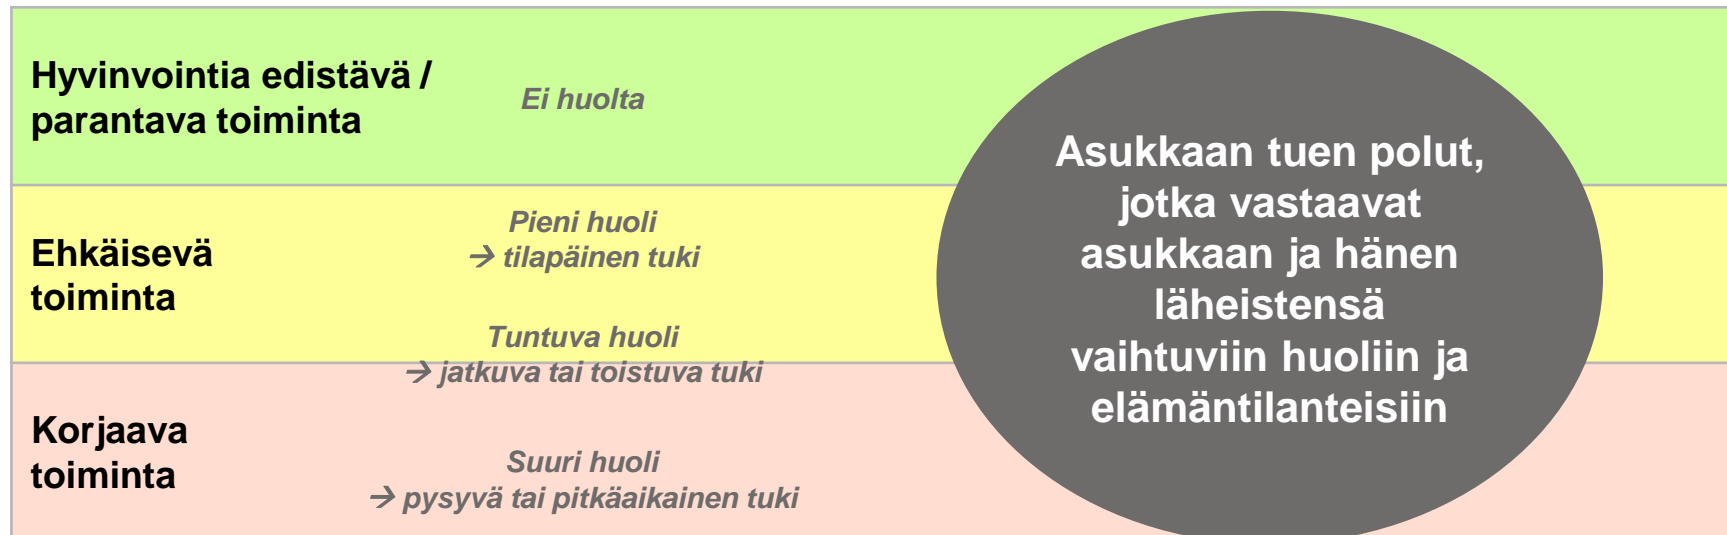 Hyvinvointia edistävä /
parantava toiminta
Ei huolta
Ehkäisevä
toiminta
Pieni huoli
→ tilapäinen tuki
Tuntuva huoli
→ jatkuva tai toistuva tuki
Korjaava
toiminta
Suuri huoli
→ pysyvä tai pitkäaikainen tuki
Asukkaan tuen polut,
jotka vastaavat
asukkaan ja hänen
läheistensä
vaihtuviin huoliin ja
elämäntilanteisiin